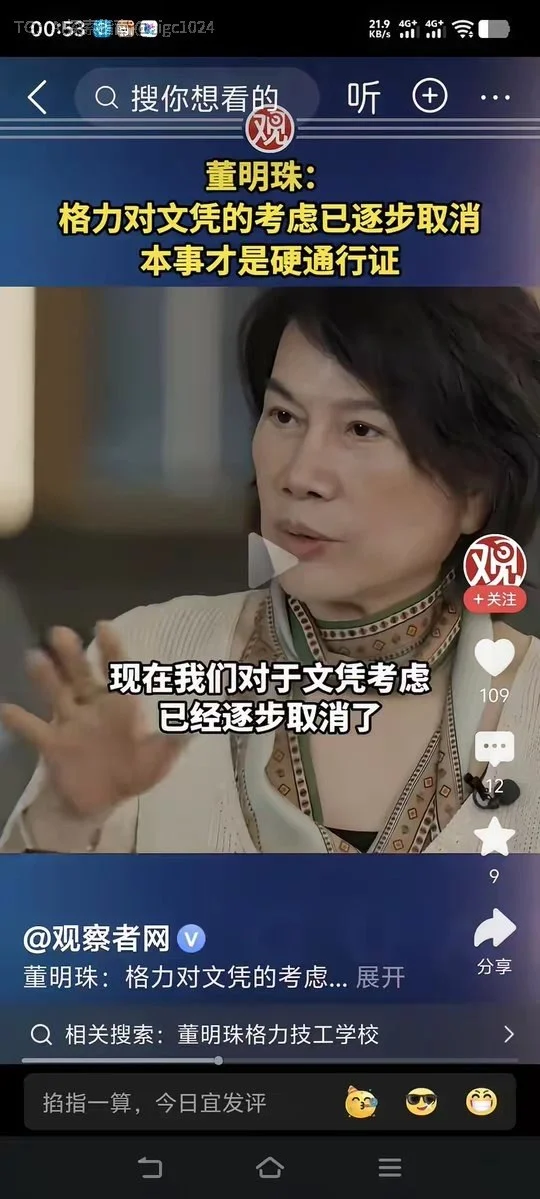 00:53
21.9
KB/s
4G+
4G+
搜你想看的
听
观
董明珠：
格力对文凭的考虑已逐步取消
本事才是硬通行证
观
+关注
现在我们对于文凭考虑
已经逐步取消了
109
12
9
@观察者网
分享
董明珠：格力对文凭的考虑... 展开
相关搜索：董明珠格力技工学校
掐指一算，今日宜发评